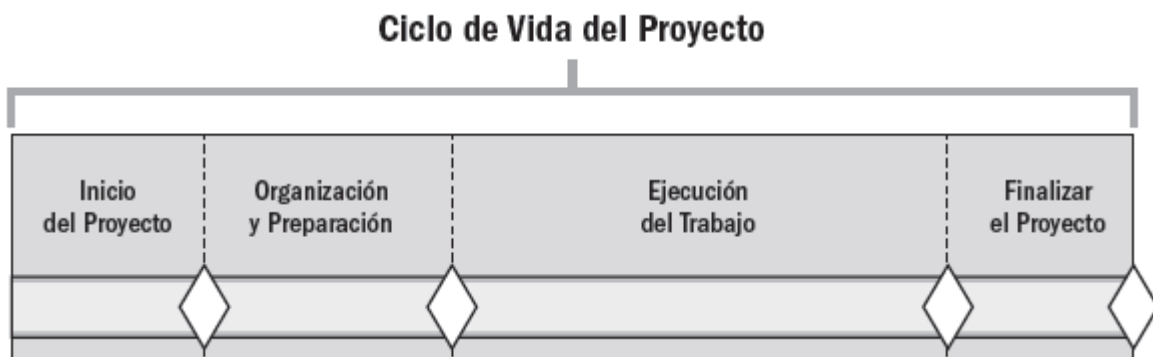 Ciclo de Vida del Proyecto
Inicio
del Proyecto
Organización
y Preparación
Ejecución
del Trabajo
Finalizar
el Proyecto